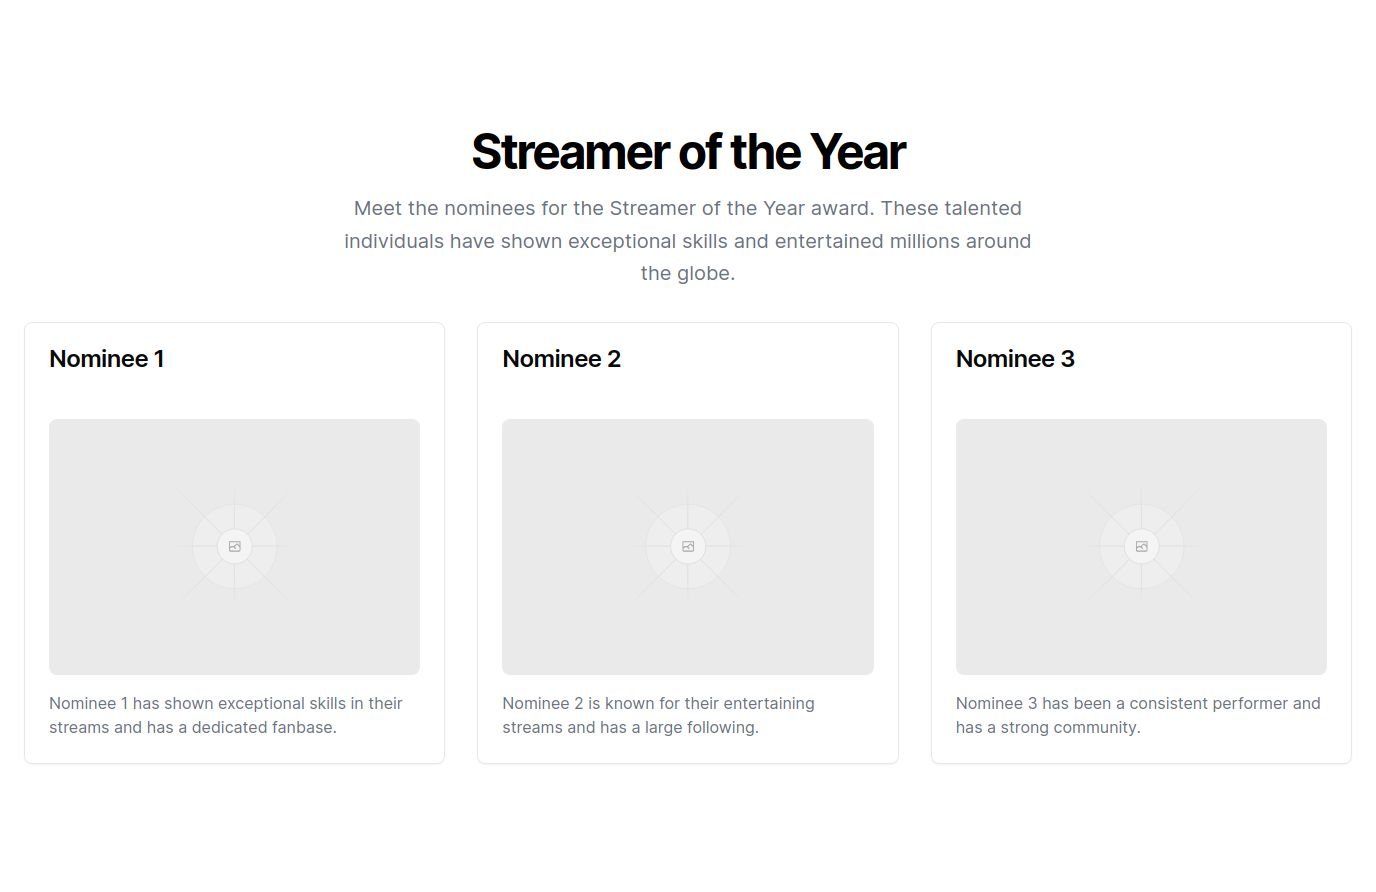 Streamer of the Year
Meet the nominees for the Streamer of the Year award. These talented
individuals have shown exceptional skills and entertained millions around
the globe.
Nominee 1
Nominee 1 has shown exceptional skills in their
streams and has a dedicated fanbase.
Nominee 2
Nominee 2 is known for their entertaining
streams and has a large following.
Nominee 3
Nominee 3 has been a consistent performer and
has a strong community.